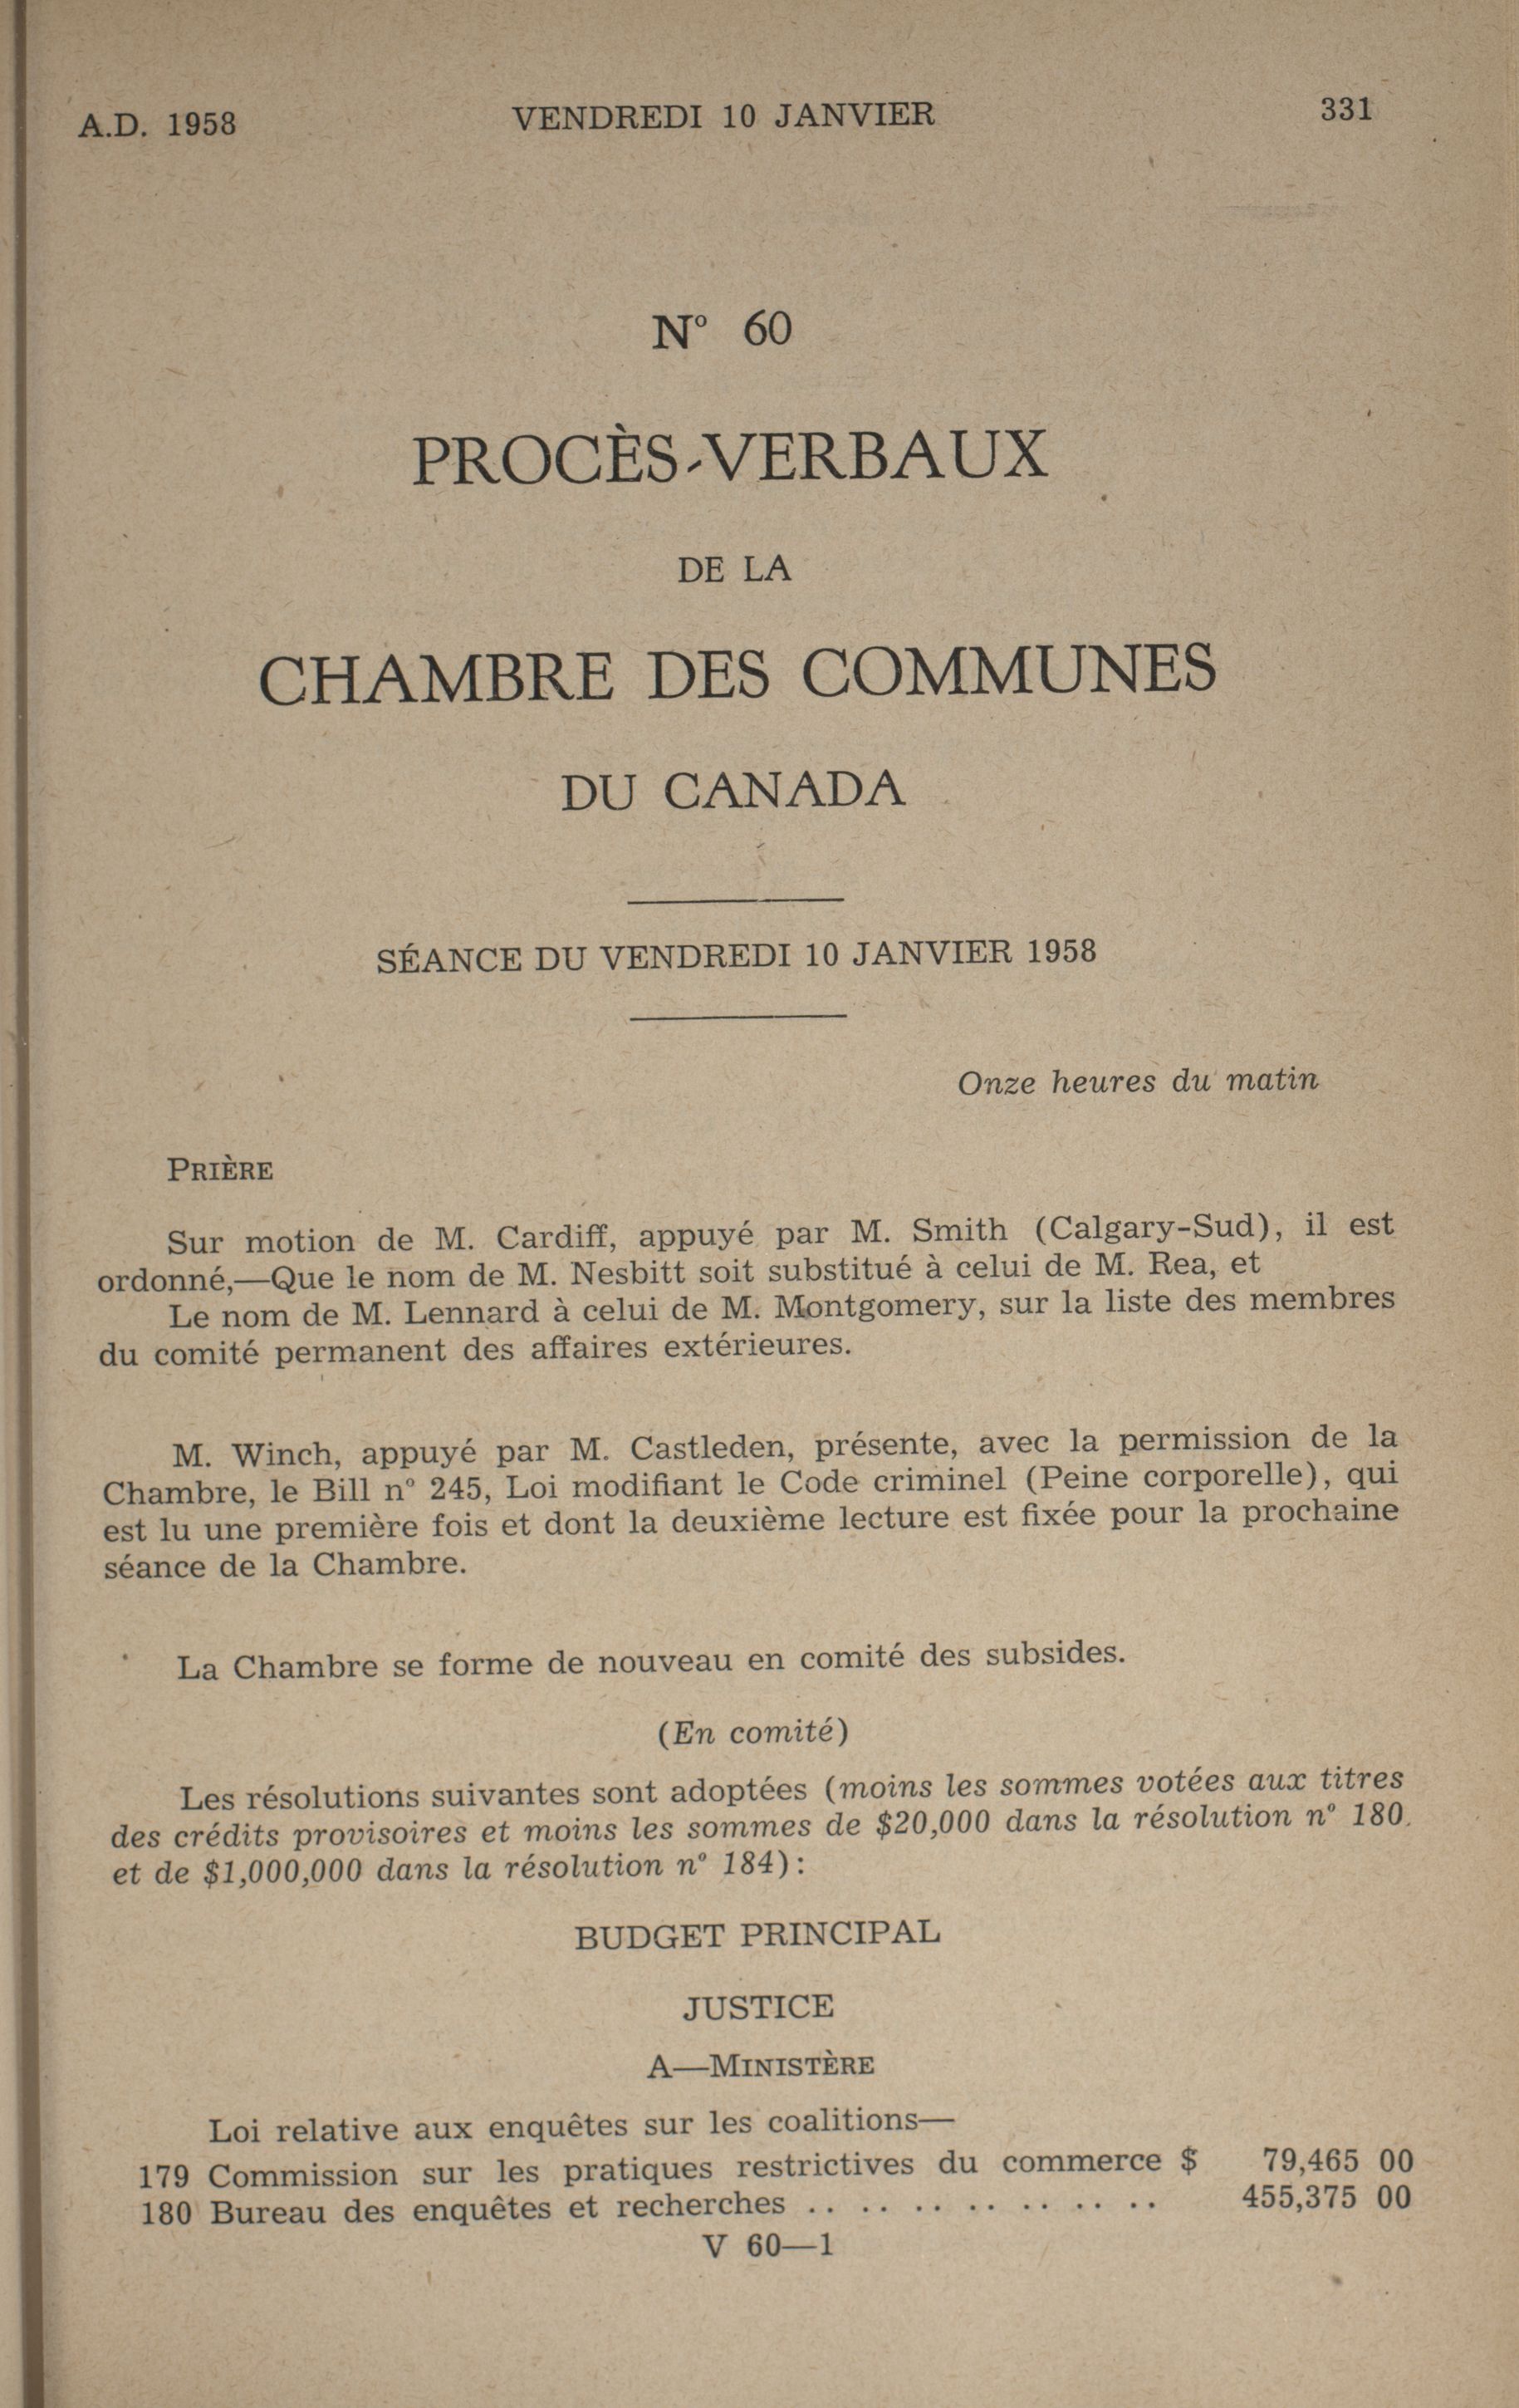 A.D. 1958 VENDREDI 10 JANVIER 331
Nº 60
PROCÈS-VERBAUX
DE LA
CHAMBRE DES COMMUNES
DU CANADA
SÉANCE DU VENDREDI 10 JANVIER 1958
Onze heures du matin
PRIÈRE
Sur motion de M. Cardiff, appuyé par M. Smith (Calgary-Sud), il est
ordonné,—Que le nom de M. Nesbitt soit substitué à celui de M. Rea, et
Le nom de M. Lennard à celui de M. Montgomery, sur la liste des membres
du comité permanent des affaires extérieures.
M. Winch, appuyé par M. Castleden, présente, avec la permission de la
Chambre, le Bill nº 245, Loi modifiant le Code criminel (Peine corporelle), qui
est lu une première fois et dont la deuxième lecture est fixée pour la prochaine
séance de la Chambre.
La Chambre se forme de nouveau en comité des subsides.
(En comité)
Les résolutions suivantes sont adoptées (moins les sommes votées aux titres
des crédits provisoires et moins les sommes de $20,000 dans la résolution nº 180
et de $1,000,000 dans la résolution nº 184):
BUDGET PRINCIPAL
JUSTICE
A—MINISTÈRE
Loi relative aux enquêtes sur les coalitions—
179 Commission sur les pratiques restrictives du commerce $ 79,465 00
180 Bureau des enquêtes et recherches .. .. .. .. .. .. .. 455,375 00
V 60—1